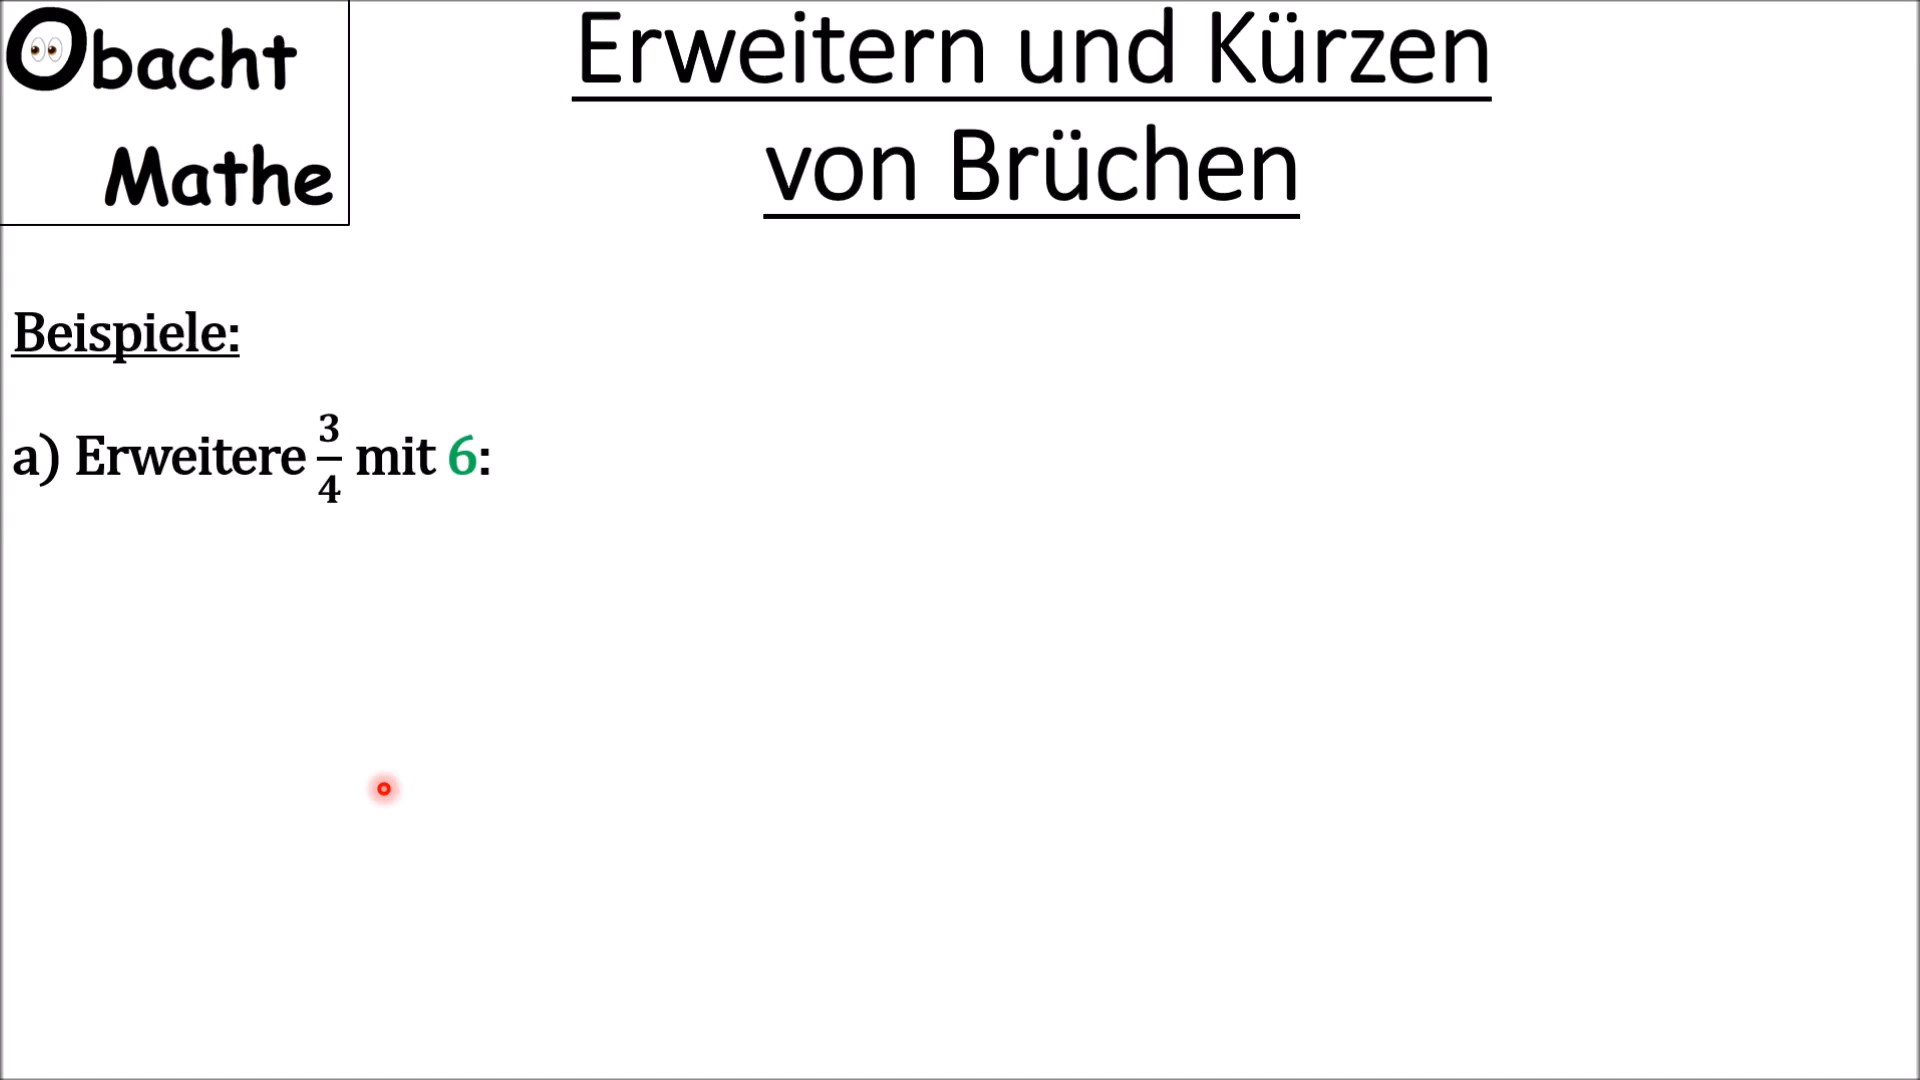 Obacht
Mathe
Erweitern und Kürzen
von Brüchen
Beispiele:
a) Erweitere 3/4 mit 6: